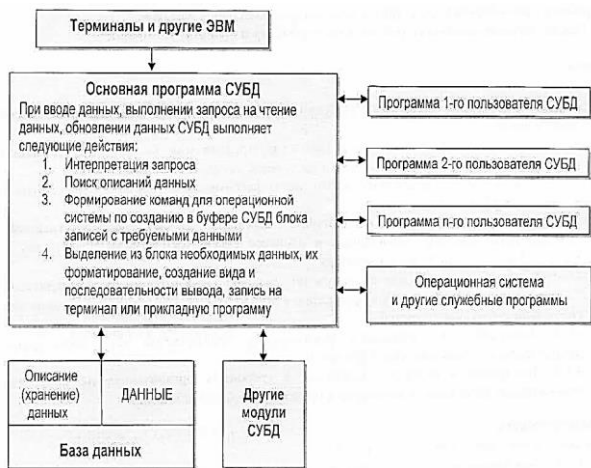 Терминалы и другие ЭВМ
Основная программа СУБД
При вводе данных, выполнении запроса на чтение
данных, обновлении данных СУБД выполняет
следующие действия:
1. Интерпретация запроса
2. Поиск описаний данных
3. Формирование команд для операционной
системы по созданию в буфере СУБД блока
записей с требуемыми данными
4. Выделение из блока необходимых данных, их
форматирование, создание вида и
последовательности вывода, запись на
терминал или прикладную программу
Программа 1-го пользователя СУБД
Программа 2-го пользователя СУБД
Программа n-го пользователя СУБД
Операционная система
и другие служебные программы
Описание
(хранение)
данных
ДАННЫЕ
База данных
Другие
модули
СУБД